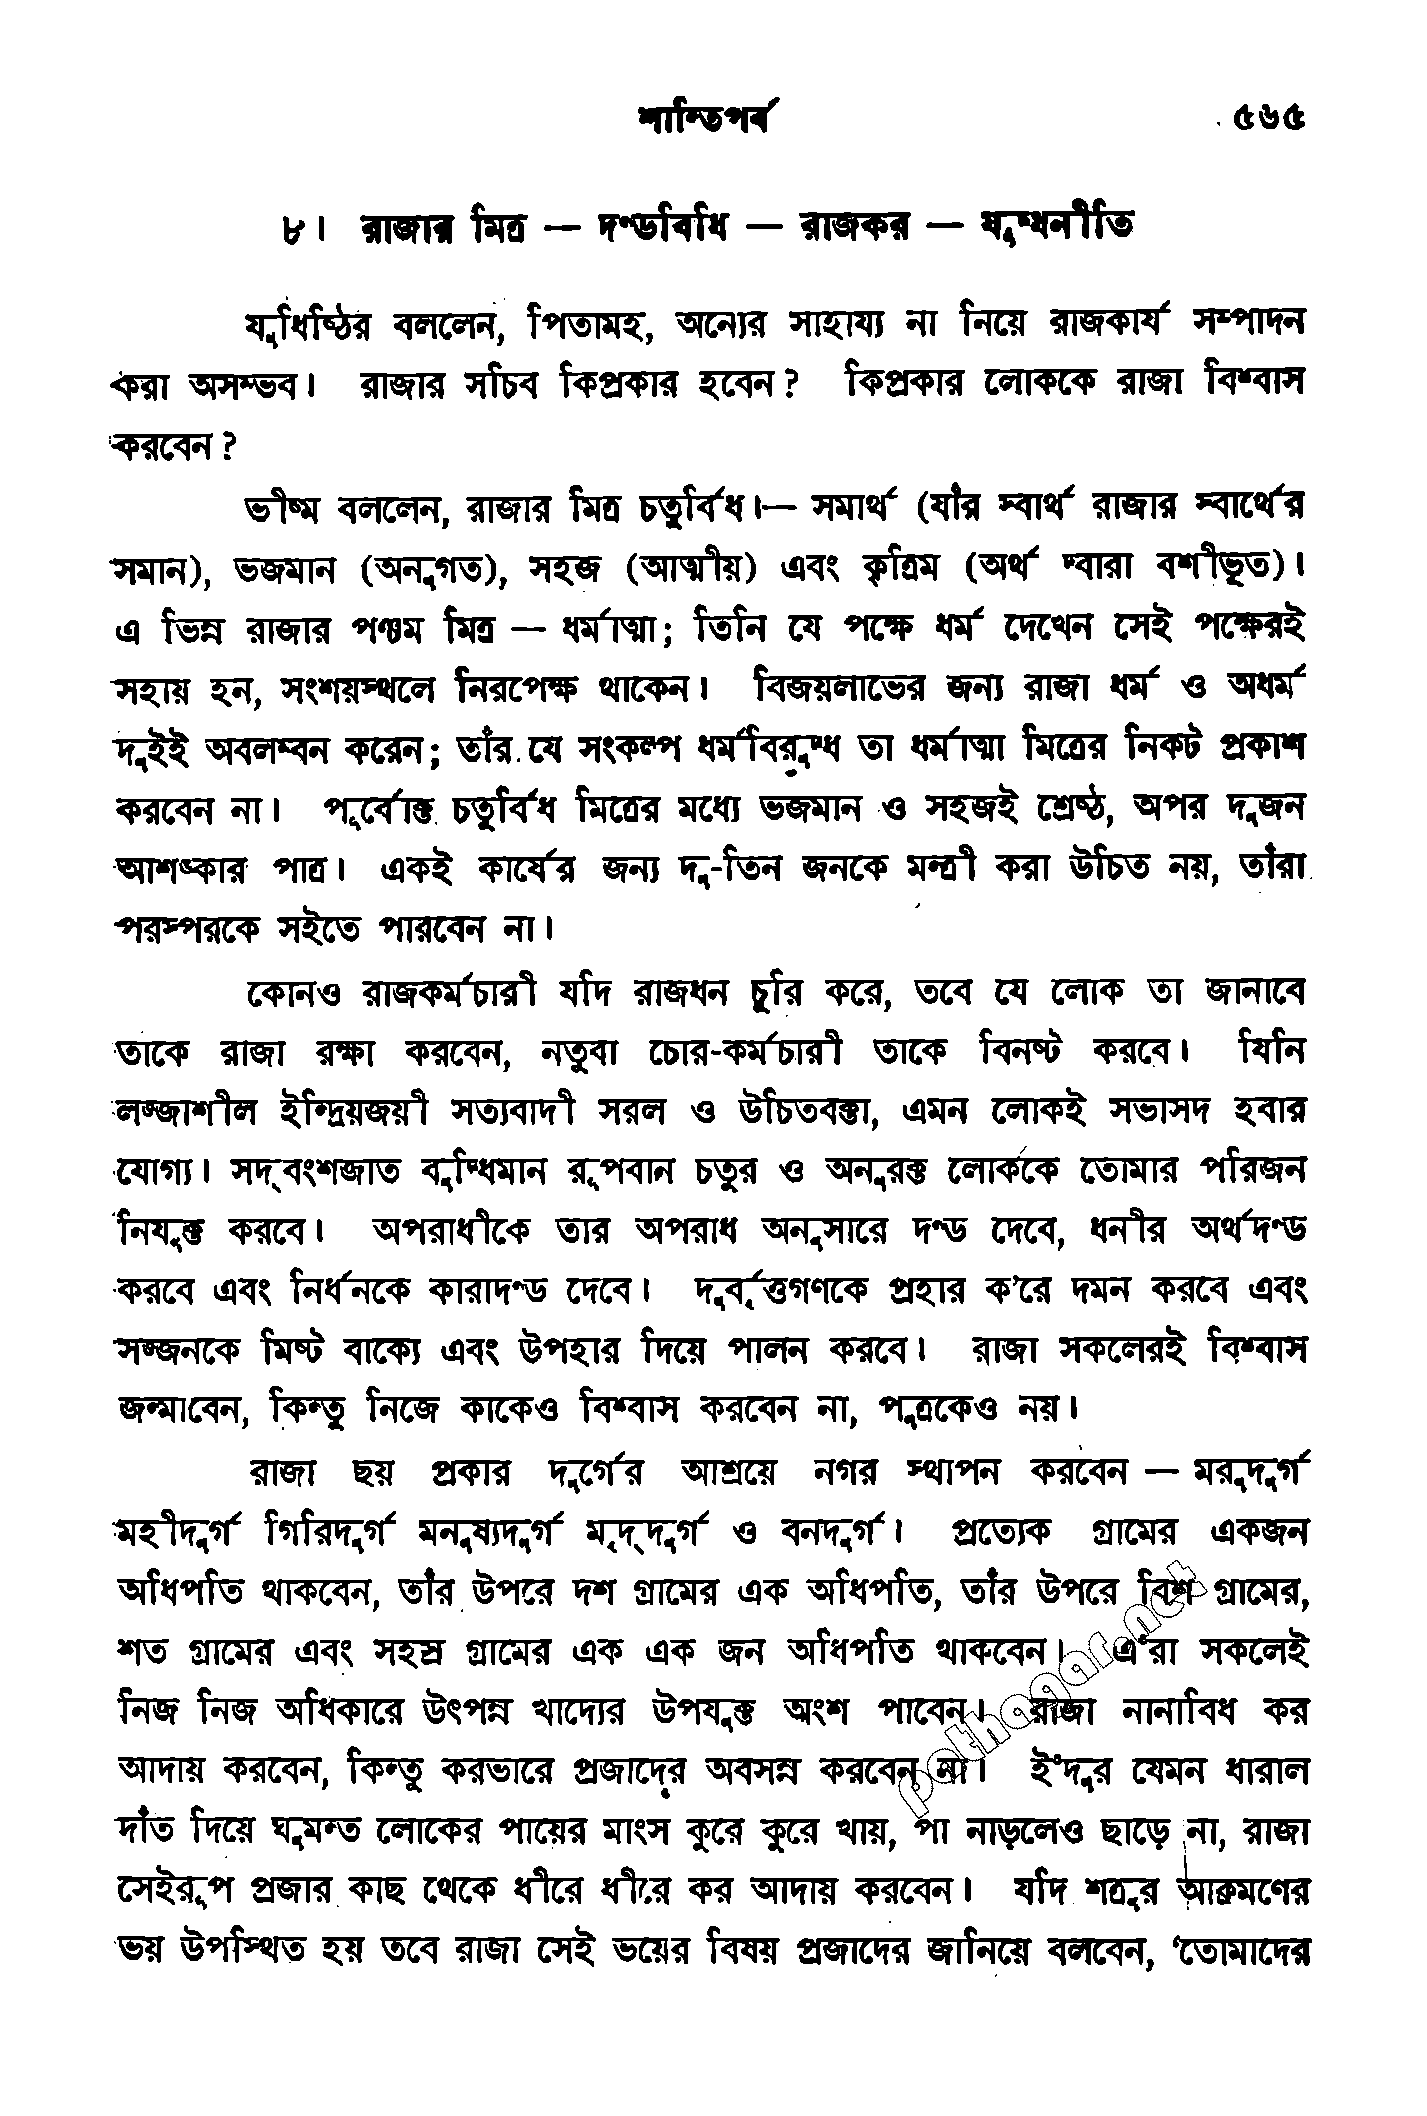 শান্তিপর্ব ৫৬৫
৮। রাজার মিত্র — দণ্ডবিধি — রাজকর — যুদ্ধনীতি
যুধিষ্ঠির বললেন, পিতামহ, অন্যের সাহায্য না নিয়ে রাজকার্য সম্পাদন
করা অসম্ভব। রাজার সচিব কিপ্রকার হবেন? কিপ্রকার লোককে রাজা বিশ্বাস
করবেন?
ভীষ্ম বললেন, রাজার মিত্র চতুর্বিধ।— সমার্থ (যাঁর স্বার্থ রাজার স্বার্থের
সমান), ভজমান (অনুগত), সহজ (আত্মীয়) এবং কৃত্রিম (অর্থ দ্বারা বশীভূত)।
এ ভিন্ন রাজার পঞ্চম মিত্র — ধর্মাত্মা; তিনি যে পক্ষে ধর্ম দেখেন সেই পক্ষেরই
সহায় হন, সংশয়স্থলে নিরপেক্ষ থাকেন। বিজয়লাভের জন্য রাজা ধর্ম ও অধর্ম
দুইই অবলম্বন করেন; তাঁর যে সংকল্প ধর্মবিরুদ্ধ তা ধর্মাত্মা মিত্রের নিকট প্রকাশ
করবেন না। পূর্বোক্ত চতুর্বিধ মিত্রের মধ্যে ভজমান ও সহজই শ্রেষ্ঠ, অপর দুজন
আশঙ্কার পাত্র। একই কার্যের জন্য দু-তিন জনকে মন্ত্রী করা উচিত নয়, তাঁরা
পরস্পরকে সইতে পারবেন না।
কোনও রাজকর্মচারী যদি রাজধন চুরি করে, তবে যে লোক তা জানাবে
তাকে রাজা রক্ষা করবেন, নতুবা চোর-কর্মচারী তাকে বিনষ্ট করবে। যিনি
লজ্জাশীল ইন্দ্রিয়জয়ী সত্যবাদী সরল ও উচিতবক্তা, এমন লোকই সভাসদ হবার
যোগ্য। সদ্‌বংশজাত বুদ্ধিমান রূপবান চতুর ও অনুরক্ত লোককে তোমার পরিজন
নিযুক্ত করবে। অপরাধীকে তার অপরাধ অনুসারে দণ্ড দেবে, ধনীর অর্থদণ্ড
করবে এবং নির্ধনকে কারাদণ্ড দেবে। দুর্বৃত্তগণকে প্রহার ক’রে দমন করবে এবং
সজ্জনকে মিষ্ট বাক্যে এবং উপহার দিয়ে পালন করবে। রাজা সকলেরই বিশ্বাস
জন্মাবেন, কিন্তু নিজে কাকেও বিশ্বাস করবেন না, পুত্রকেও নয়।
রাজা ছয় প্রকার দুর্গের আশ্রয়ে নগর স্থাপন করবেন — মরুদুর্গ
মহীদুর্গ গিরিদুর্গ মনুষ্যদুর্গ মৃদ্‌দুর্গ ও বনদুর্গ। প্রত্যেক গ্রামের একজন
অধিপতি থাকবেন, তাঁর উপরে দশ গ্রামের এক অধিপতি, তাঁর উপরে বিশ গ্রামের,
শত গ্রামের এবং সহস্র গ্রামের এক এক জন অধিপতি থাকবেন। এঁরা সকলেই
নিজ নিজ অধিকারে উৎপন্ন খাদ্যের উপযুক্ত অংশ পাবেন। রাজা নানাবিধ কর
আদায় করবেন, কিন্তু করভারে প্রজাদের অবসন্ন করবেন না। ইঁদুর যেমন ধারাল
দাঁত দিয়ে ঘুমন্ত লোকের পায়ের মাংস কুরে কুরে খায়, পা নাড়লেও ছাড়ে না, রাজা
সেইরূপ প্রজার কাছ থেকে ধীরে ধীরে কর আদায় করবেন। যদি শত্রুর আক্রমণের
ভয় উপস্থিত হয় তবে রাজা সেই ভয়ের বিষয় প্রজাদের জানিয়ে বলবেন, ‘তোমাদের
pathagar.net